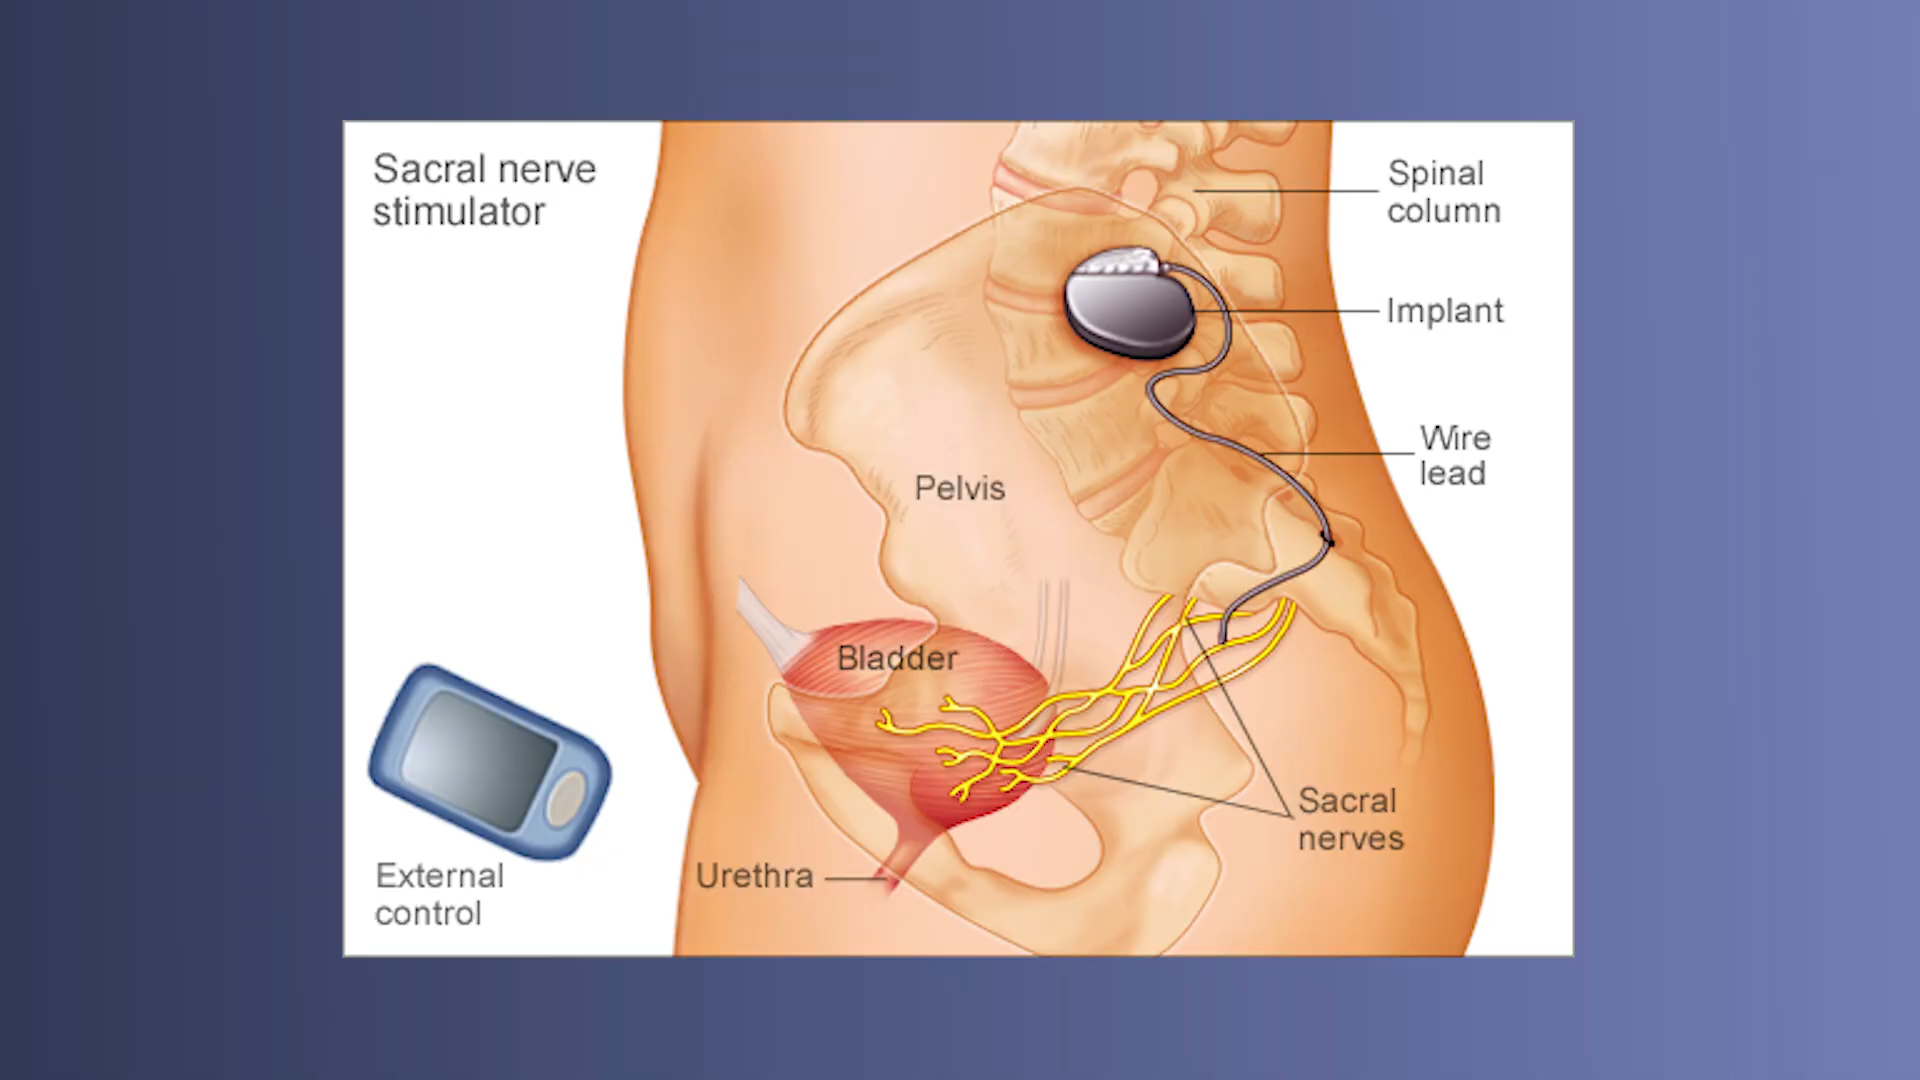 Sacral nerve
stimulator
Spinal
column
Implant
Wire
lead
Pelvis
Bladder
Sacral
nerves
Urethra
External
control